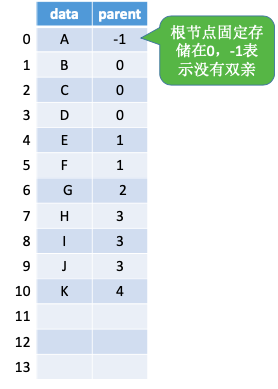 data parent
0 A -1
1 B 0
2 C 0
3 D 0
4 E 1
5 F 1
6 G 2
7 H 3
8 I 3
9 J 3
10 K 4
11
12
13
根节点固定存
储在0，-1表
示没有双亲